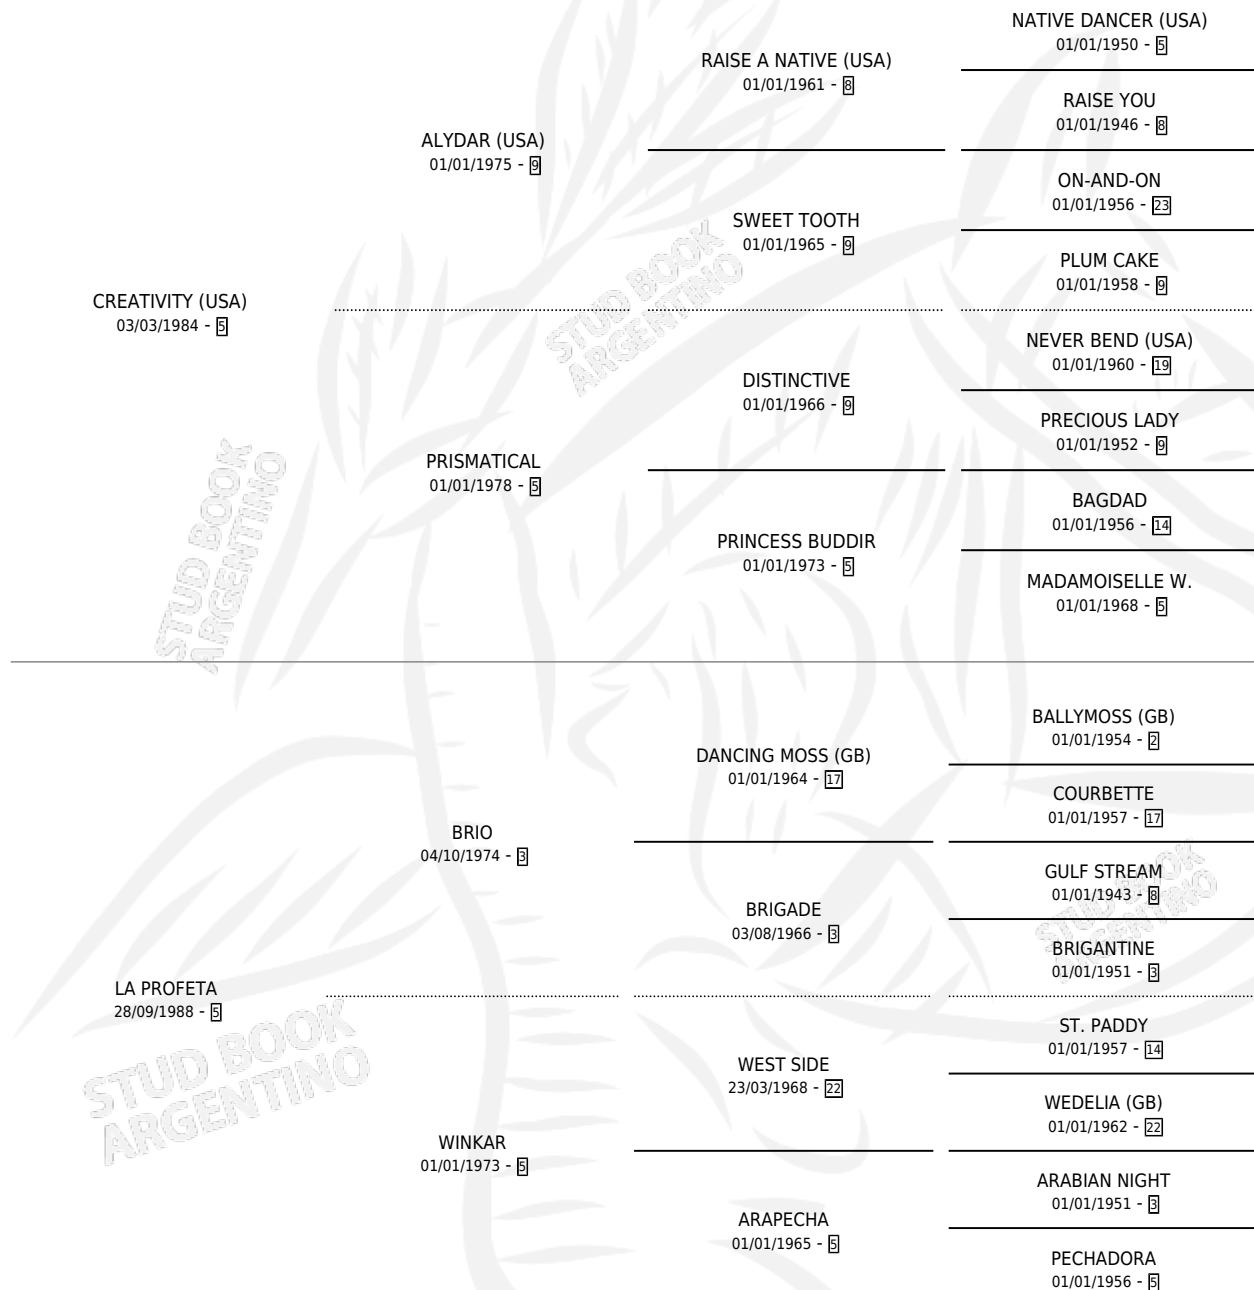 NATIVE DANCER (USA)
01/01/1950 - 5
RAISE A NATIVE (USA)
01/01/1961 - 8
RAISE YOU
01/01/1946 - 8
ALYDAR (USA)
01/01/1975 - 9
ON-AND-ON
01/01/1956 - 23
SWEET TOOTH
01/01/1965 - 9
PLUM CAKE
01/01/1958 - 9
CREATIVITY (USA)
03/03/1984 - 5
NEVER BEND (USA)
01/01/1960 - 19
DISTINCTIVE
01/01/1966 - 9
PRECIOUS LADY
01/01/1952 - 9
PRISMATICAL
01/01/1978 - 5
BAGDAD
01/01/1956 - 14
PRINCESS BUDDIR
01/01/1973 - 5
MADAMOISELLE W.
01/01/1968 - 5
BALLYMOSS (GB)
01/01/1954 - 2
DANCING MOSS (GB)
01/01/1964 - 17
COURBETTE
01/01/1957 - 17
BRIO
04/10/1974 - 3
GULF STREAM
01/01/1943 - 8
BRIGADE
03/08/1966 - 3
BRIGANTINE
01/01/1951 - 3
LA PROFETA
28/09/1988 - 5
ST. PADDY
01/01/1957 - 14
WEST SIDE
23/03/1968 - 22
WEDELIA (GB)
01/01/1962 - 22
WINKAR
01/01/1973 - 5
ARABIAN NIGHT
01/01/1951 - 3
ARAPECHA
01/01/1965 - 5
PECHADORA
01/01/1956 - 5
STUD BOOK
ARGENTINO
STUD BOOK
ARGENTINO
STUD BOOK
ARGENTINO
STUD BOOK
ARGENTINO